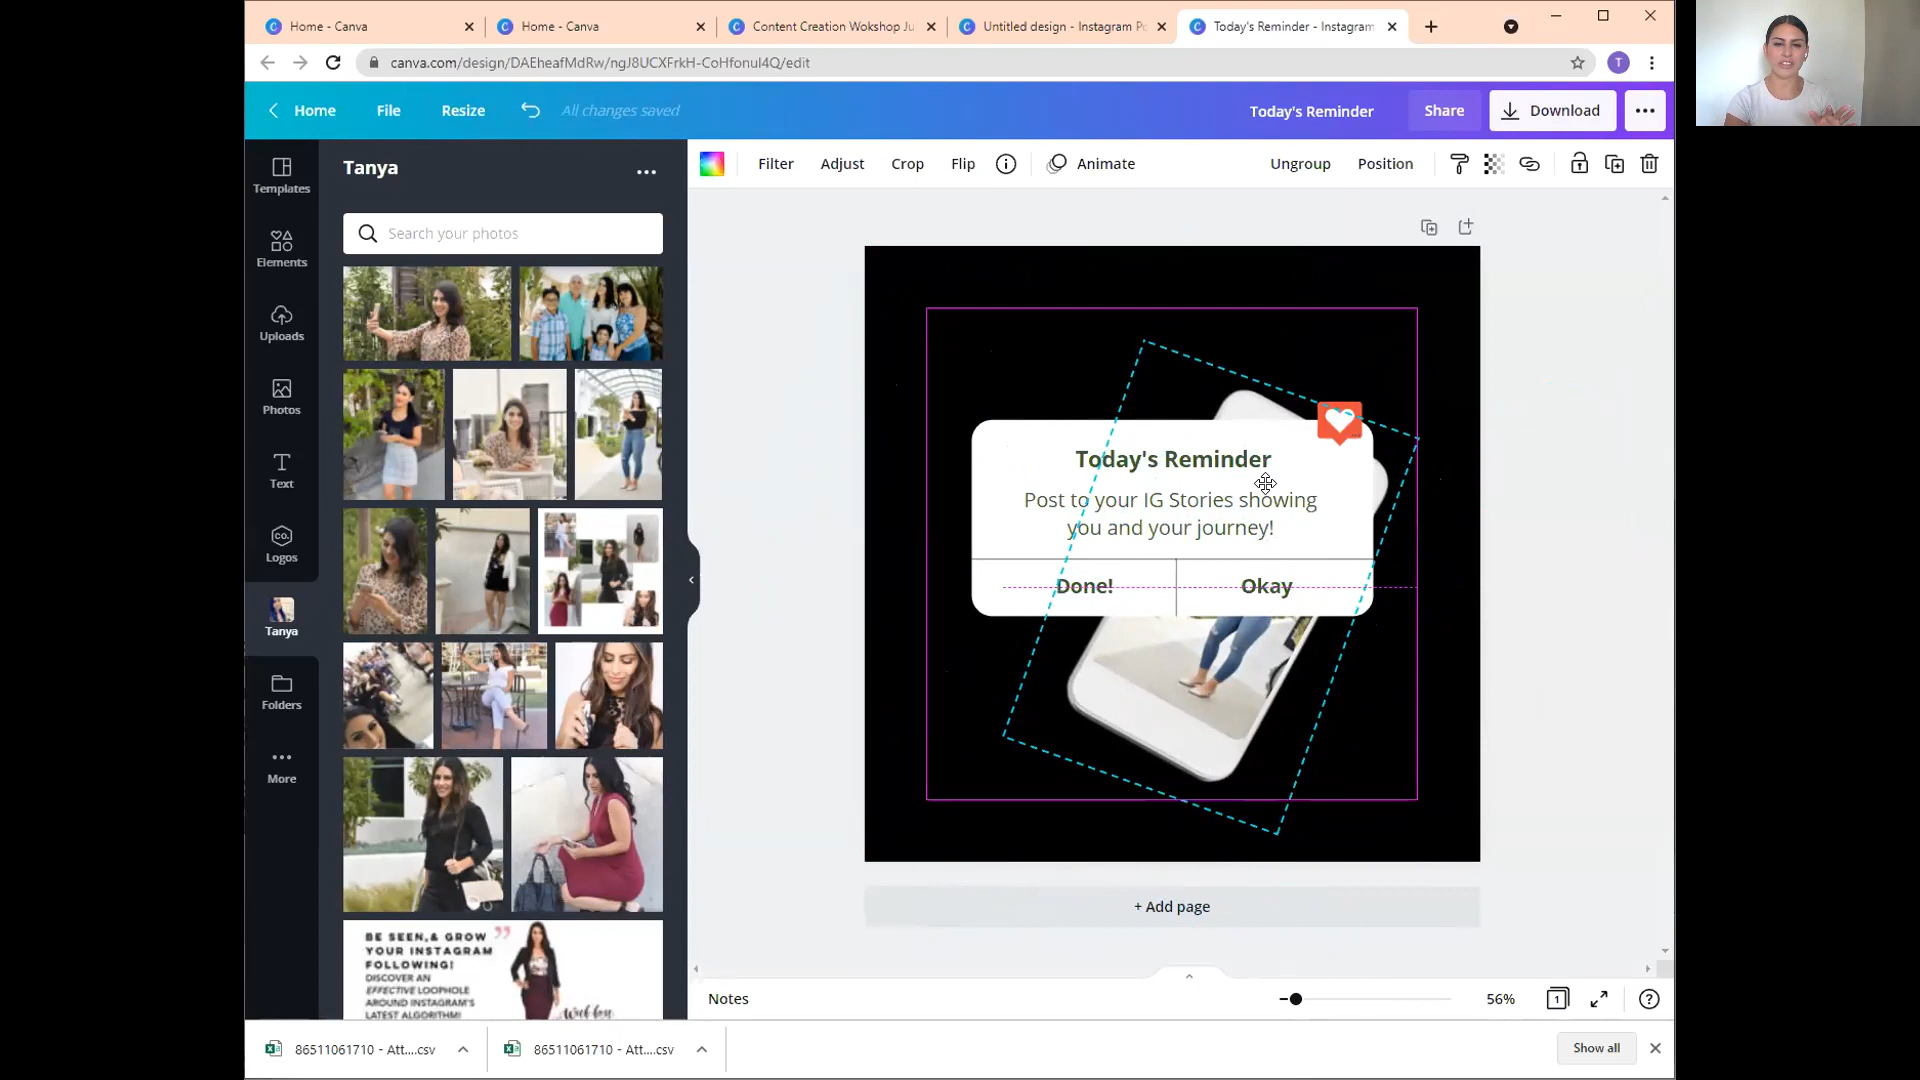 Home - Canva
Home - Canva
Content Creation Wokshop Ju
Untitled design - Instagram Po
Today's Reminder - Instagram
canva.com/design/DAEheafMdRw/ngJ8UCXFrkH-CoHfonul4Q/edit
T
Home
File
Resize
All changes saved
Today's Reminder
Share
Download
Templates
Elements
Uploads
Photos
Text
CO.
Logos
Tanya
Folders
More
Tanya
Search your photos
BE SEEN,& GROW
YOUR INSTAGRAM
FOLLOWING!
DISCOVER AN
EFFECTIVE LOOPHOLE
AROUND INSTAGRAM'S
LATEST ALGORITHM!
Filter
Adjust
Crop
Flip
Animate
Ungroup
Position
Today's Reminder
Post to your IG Stories showing
you and your journey!
Done!
Okay
+ Add page
Notes
56%
1
86511061710 - Att....csv
86511061710 - Att....csv
Show all